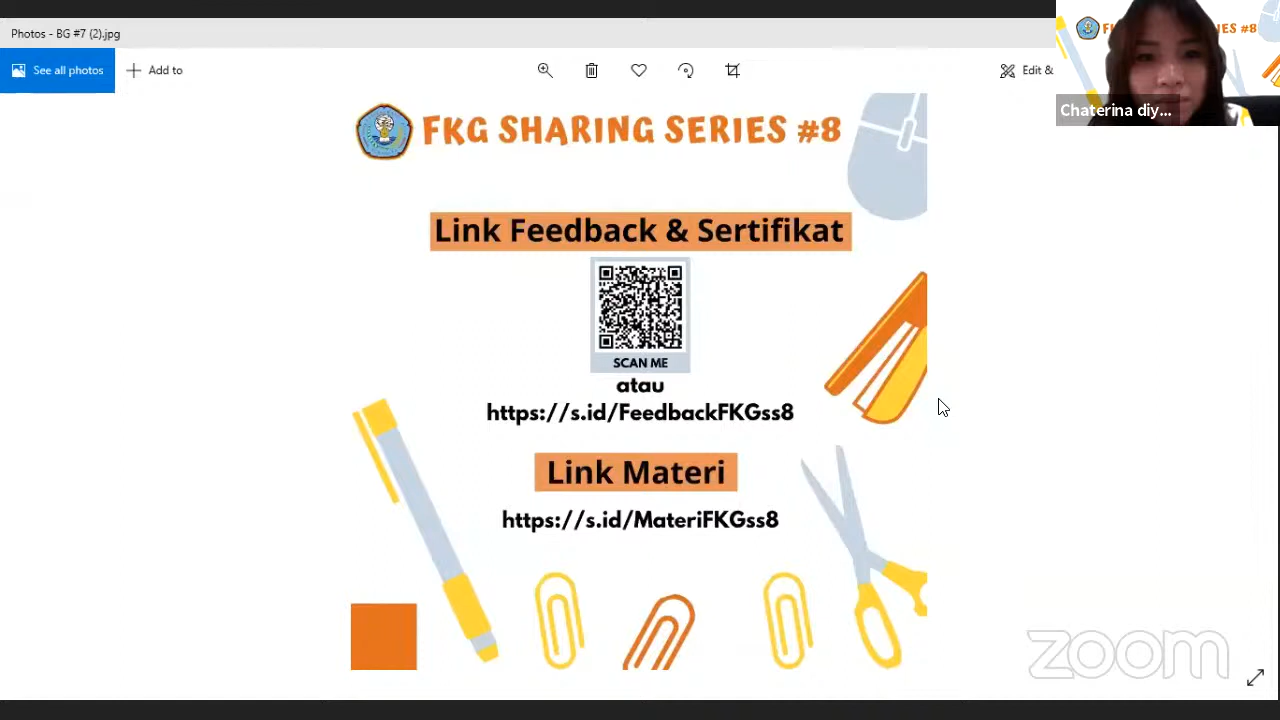 Photos - BG #7 (2).jpg
See all photos
Add to
Edit &
Chaterina diy...
FKG SHARING SERIES #8
Link Feedback & Sertifikat
SCAN ME
atau
https://s.id/FeedbackFKGss8
Link Materi
https://s.id/MateriFKGss8
zoom